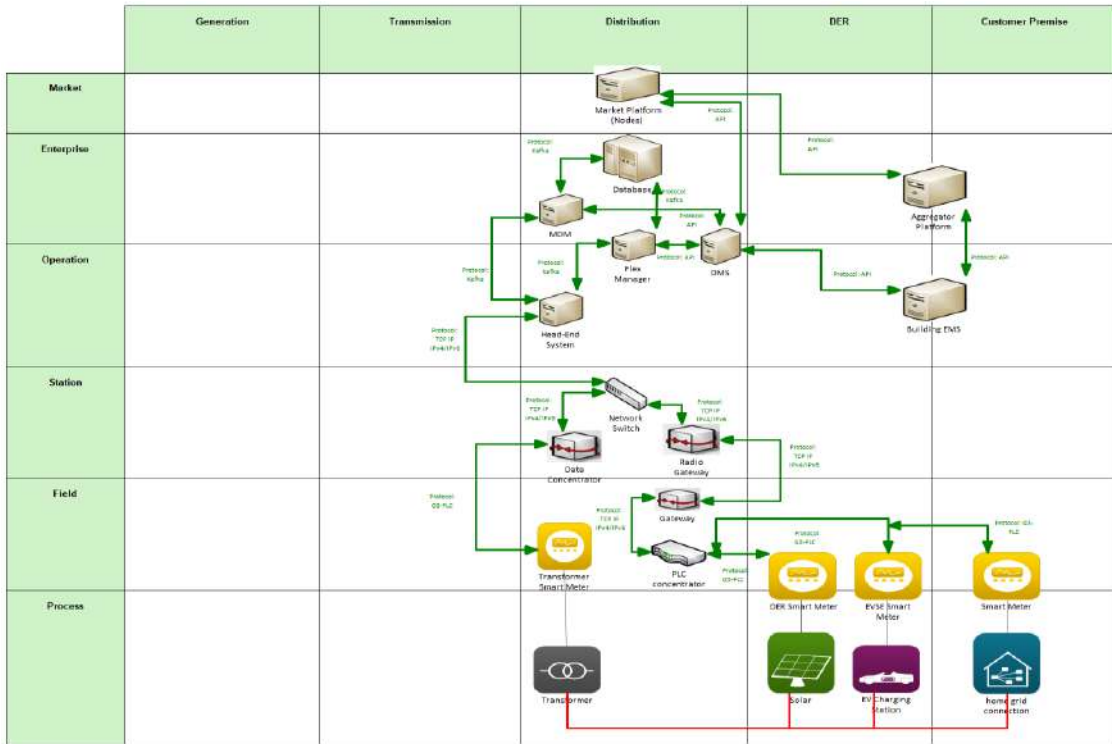 Generation
Transmission
Distribution
DER
Customer Premise
Market
Market Platform
(Nodes)
Protocol:
API
Protocol:
API
Enterprise
Protocol:
Kafka
Database
Protocol:
Kafka
MDM
Protocol:
API
Aggregator
Platform
Operation
Protocol:
Kafka
Protocol:
Kafka
Flex
Manager
Protocol: API
DMS
Protocol: API
Protocol: API
Building EMS
Head-End
System
Protocol:
TCP IP
IPv4/IPv6
Station
Network
Switch
Protocol:
TCP IP
IPv4/IPv6
Protocol:
TCP IP
IPv4/IPv6
Data
Concentrator
Radio
Gateway
Protocol:
TCP IP
IPv4/IPv6
Field
Protocol:
G3-PLC
Gateway
Protocol:
TCP IP
IPv4/IPv6
Protocol:
G3-PLC
Protocol: G3-
PLC
Transformer
Smart Meter
PLC
concentrator
Protocol:
G3-PLC
Process
DER Smart Meter
EVSE Smart
Meter
Smart Meter
Transformer
Solar
EV Charging
Station
home grid
connection